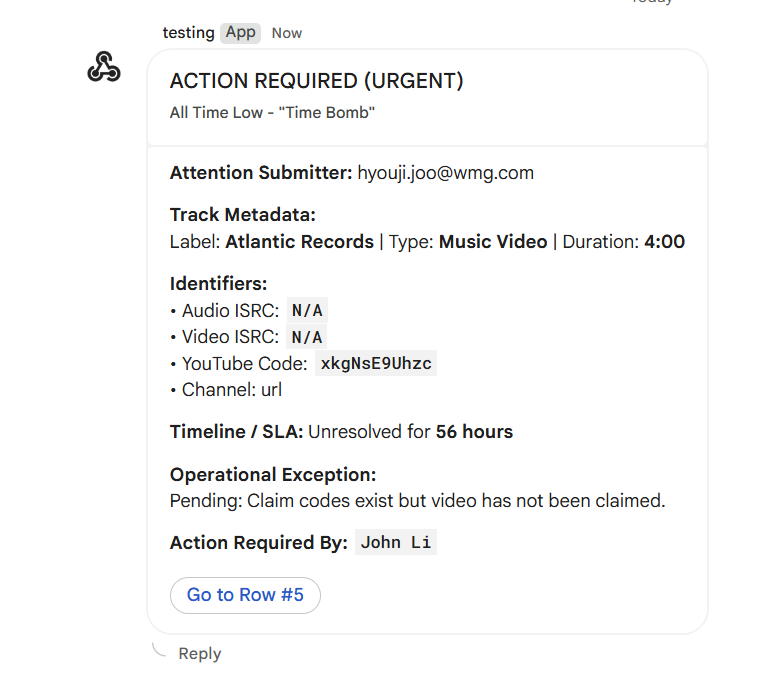 testing App Now
ACTION REQUIRED (URGENT)
All Time Low - "Time Bomb"
Attention Submitter: hyouji.joo@wmg.com
Track Metadata:
Label: Atlantic Records | Type: Music Video | Duration: 4:00
Identifiers:
• Audio ISRC: N/A
• Video ISRC: N/A
• YouTube Code: xkgNsE9Uhzc
• Channel: url
Timeline / SLA: Unresolved for 56 hours
Operational Exception:
Pending: Claim codes exist but video has not been claimed.
Action Required By: John Li
Go to Row #5
Reply